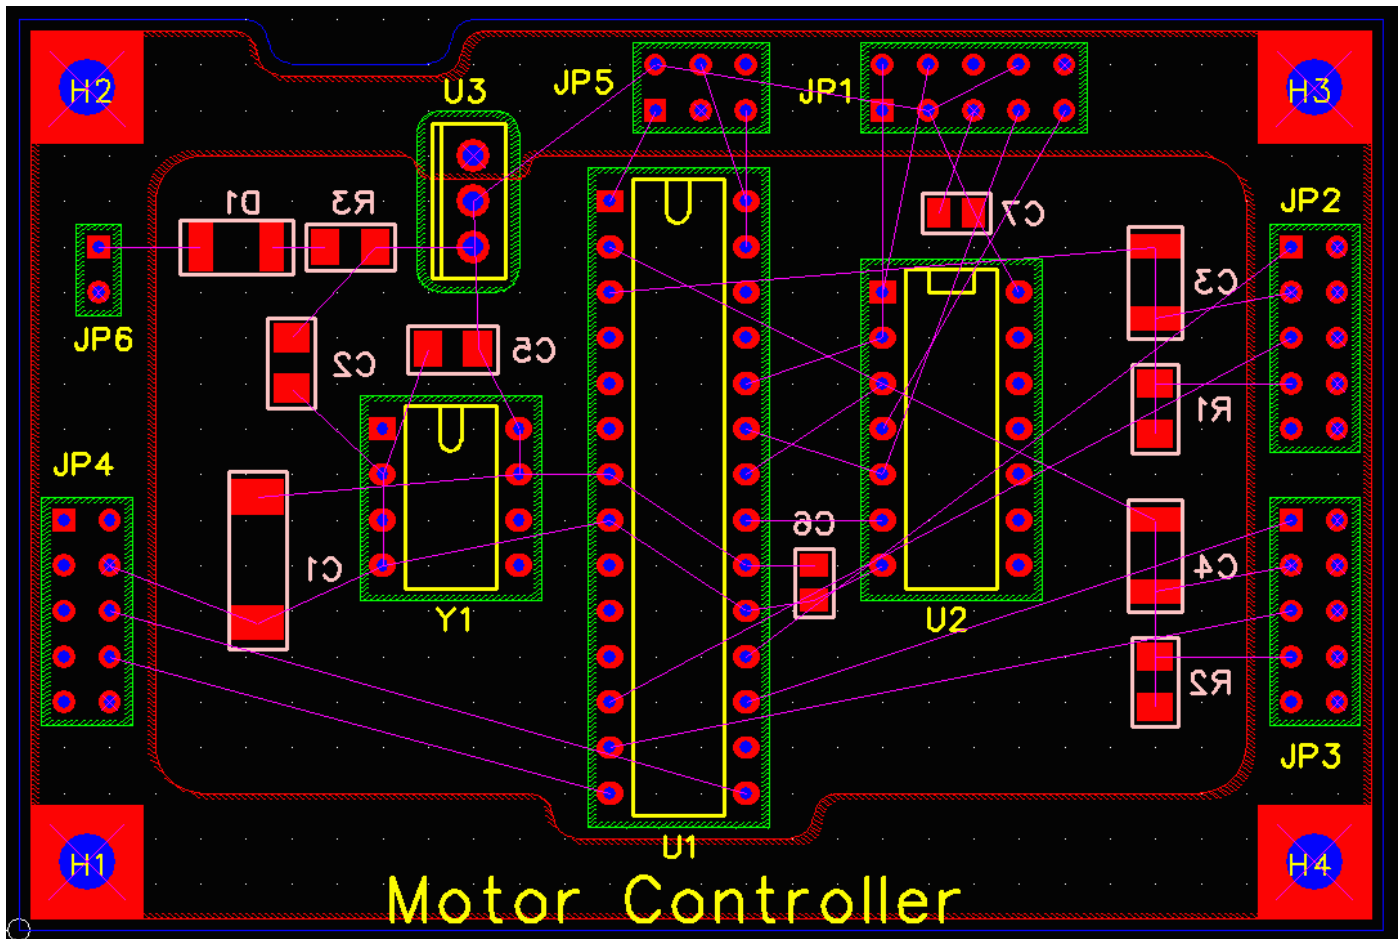 H2
U3
JP5
JP1
H3
D1
R3
C7
JP2
JP6
C2
C5
C3
R1
JP4
C1
Y1
C6
U2
C4
R2
JP3
U1
H1
Motor Controller
H4